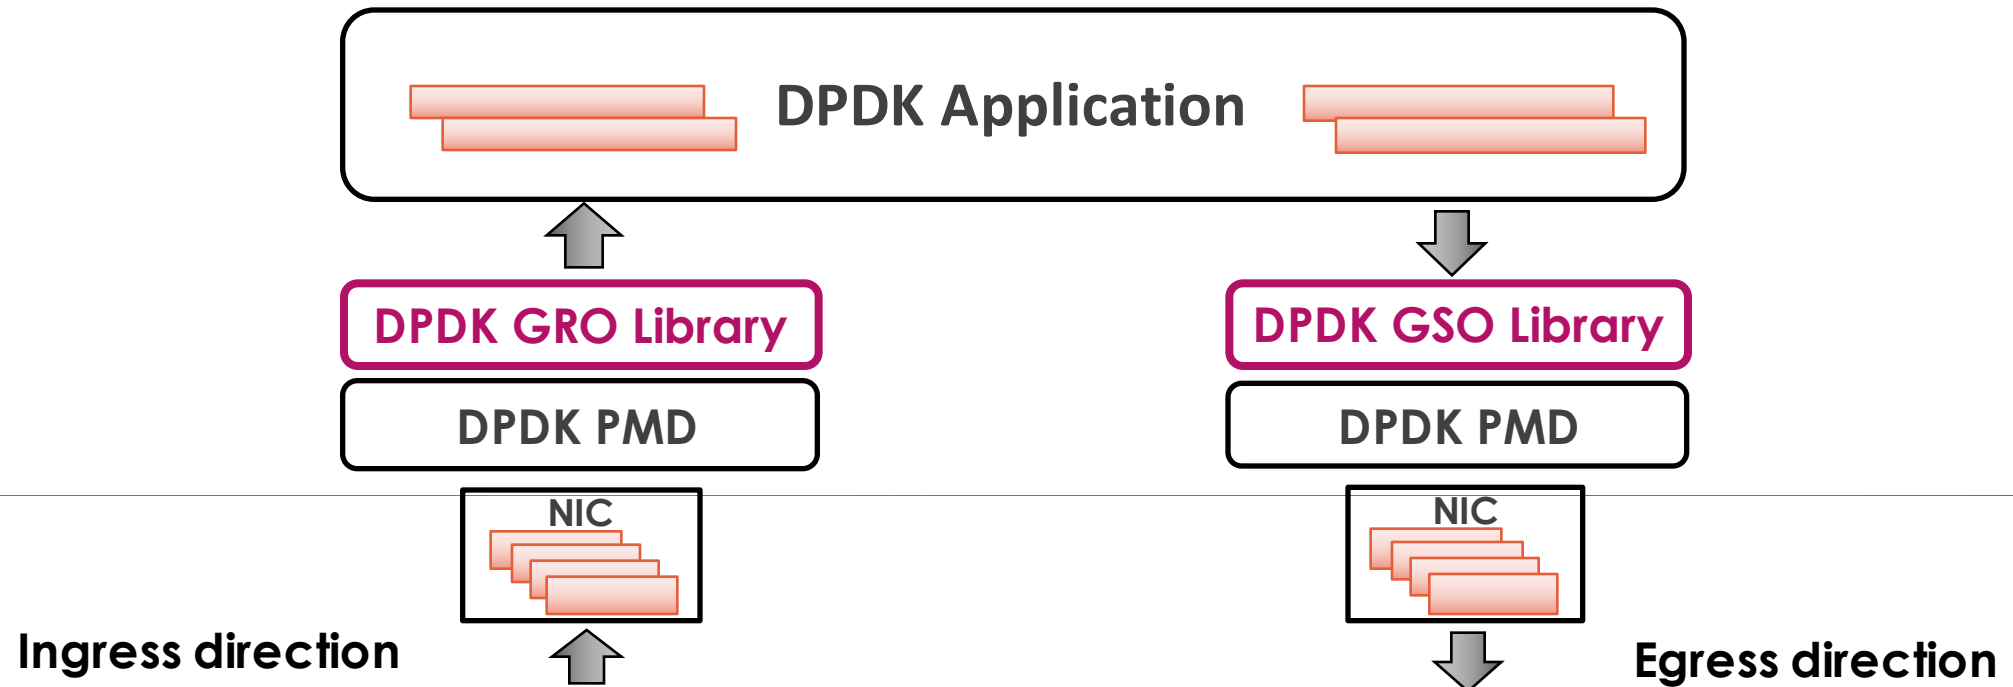 DPDK Application
DPDK GRO Library
DPDK GSO Library
DPDK PMD
DPDK PMD
NIC
NIC
Ingress direction
Egress direction